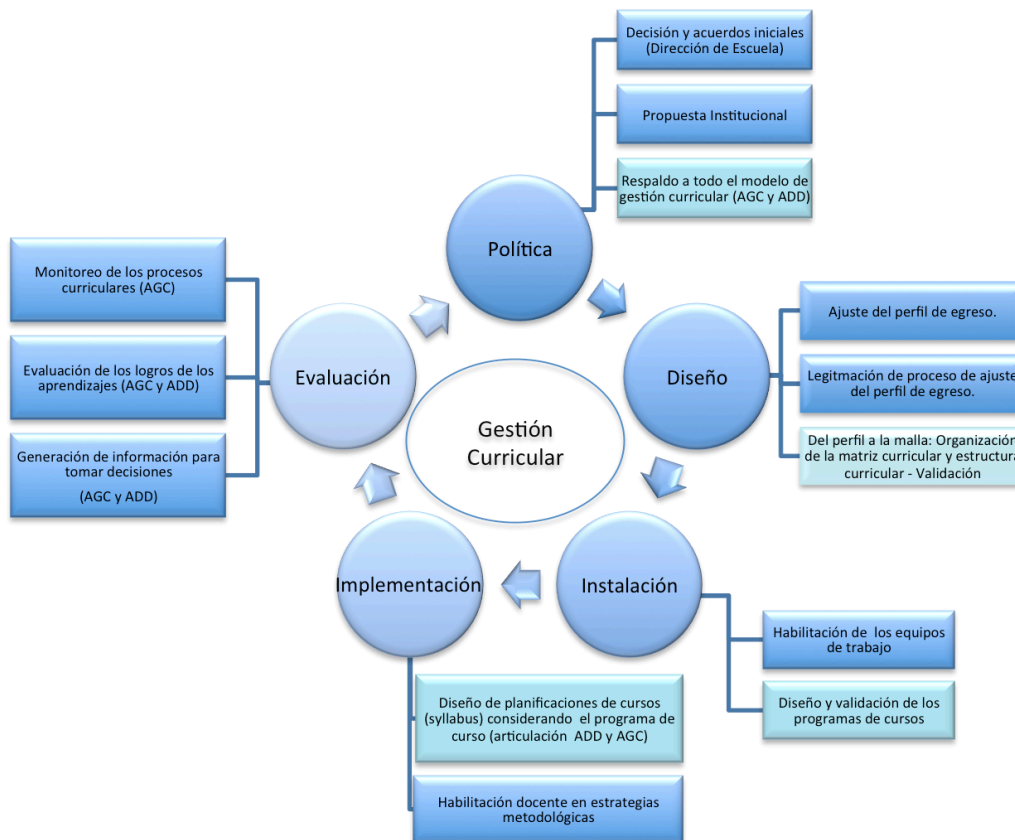 Decisión y acuerdos iniciales
(Dirección de Escuela)
Propuesta Institucional
Respaldo a todo el modelo de
gestión curricular (AGC y ADD)
Política
Monitoreo de los procesos
curriculares (AGC)
Evaluación de los logros de los
aprendizajes (AGC y ADD)
Generación de información para
tomar decisiones
(AGC y ADD)
Evaluación
Diseño
Ajuste del perfil de egreso.
Legitmación de proceso de ajuste
del perfil de egreso.
Del perfil a la malla: Organización
de la matriz curricular y estructura
curricular - Validación
Gestión
Curricular
Implementación
Instalación
Habilitación de los equipos
de trabajo
Diseño y validación de los
programas de cursos
Diseño de planificaciones de cursos
(syllabus) considerando el programa de
curso (articulación ADD y AGC)
Habilitación docente en estrategias
metodológicas